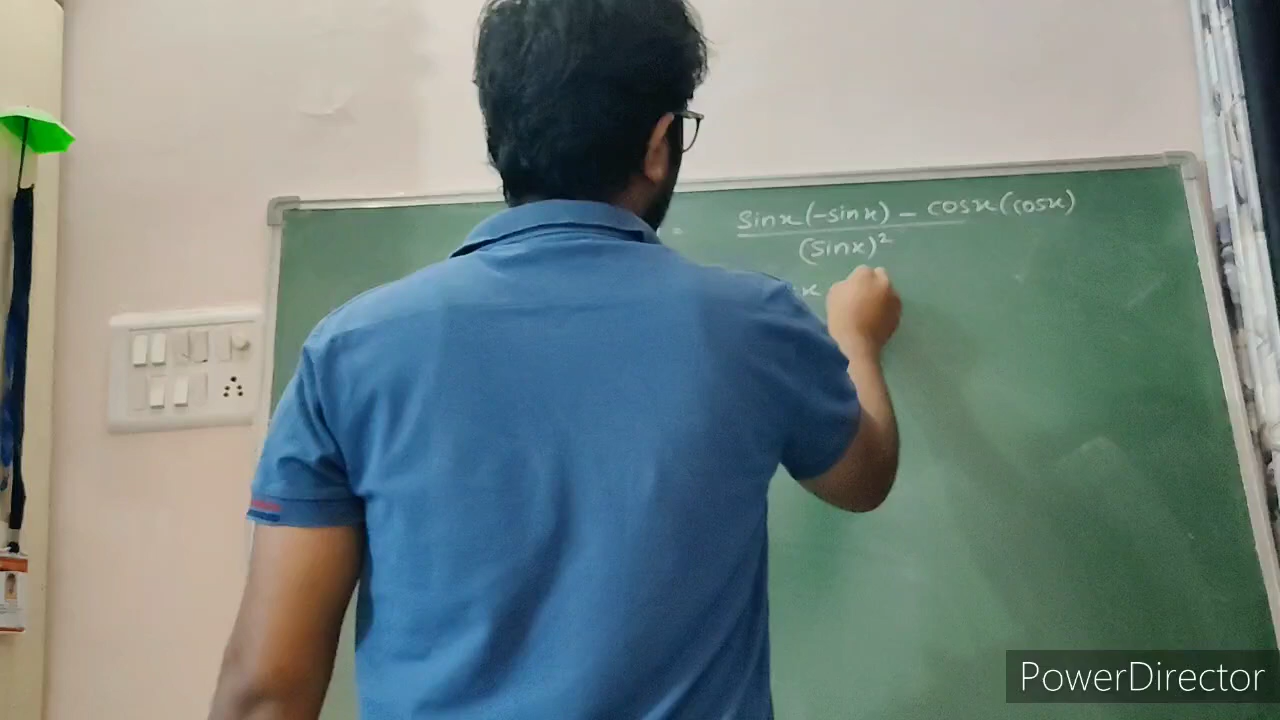 = sinx(-sinx) - cosx(cosx)
(sinx)²
x
PowerDirector